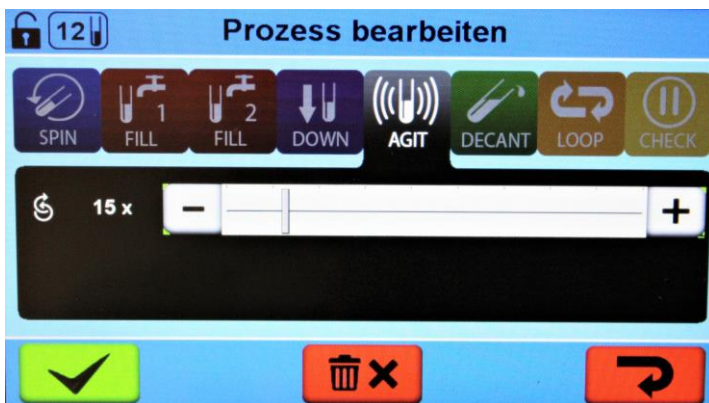 12
Prozess bearbeiten
SPIN
1
FILL
2
FILL
DOWN
AGIT
DECANT
LOOP
CHECK
15 x